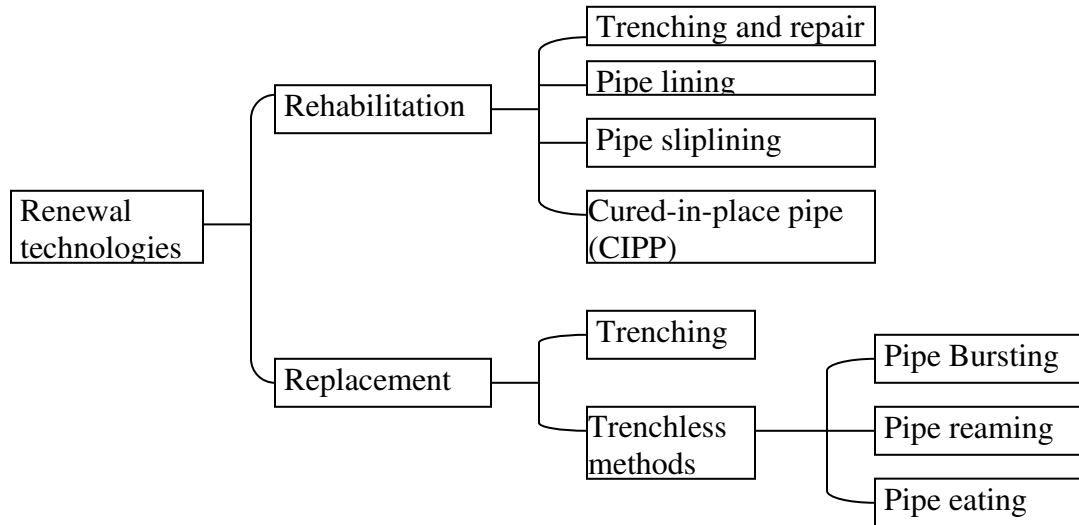 Renewal
technologies
Rehabilitation
Trenching and repair
Pipe lining
Pipe sliplining
Cured-in-place pipe
(CIPP)
Replacement
Trenching
Trenchless
methods
Pipe Bursting
Pipe reaming
Pipe eating